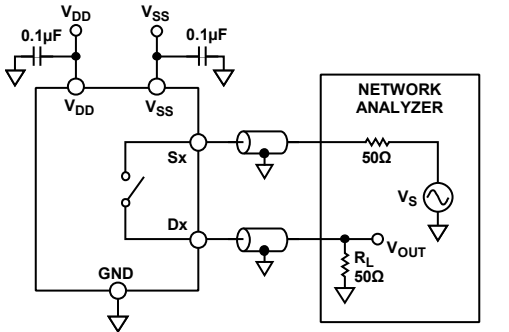 VDD
VSS
0.1µF
0.1µF
VDD
VSS
NETWORK
ANALYZER
Sx
50Ω
VS
Dx
VOUT
RL
50Ω
GND